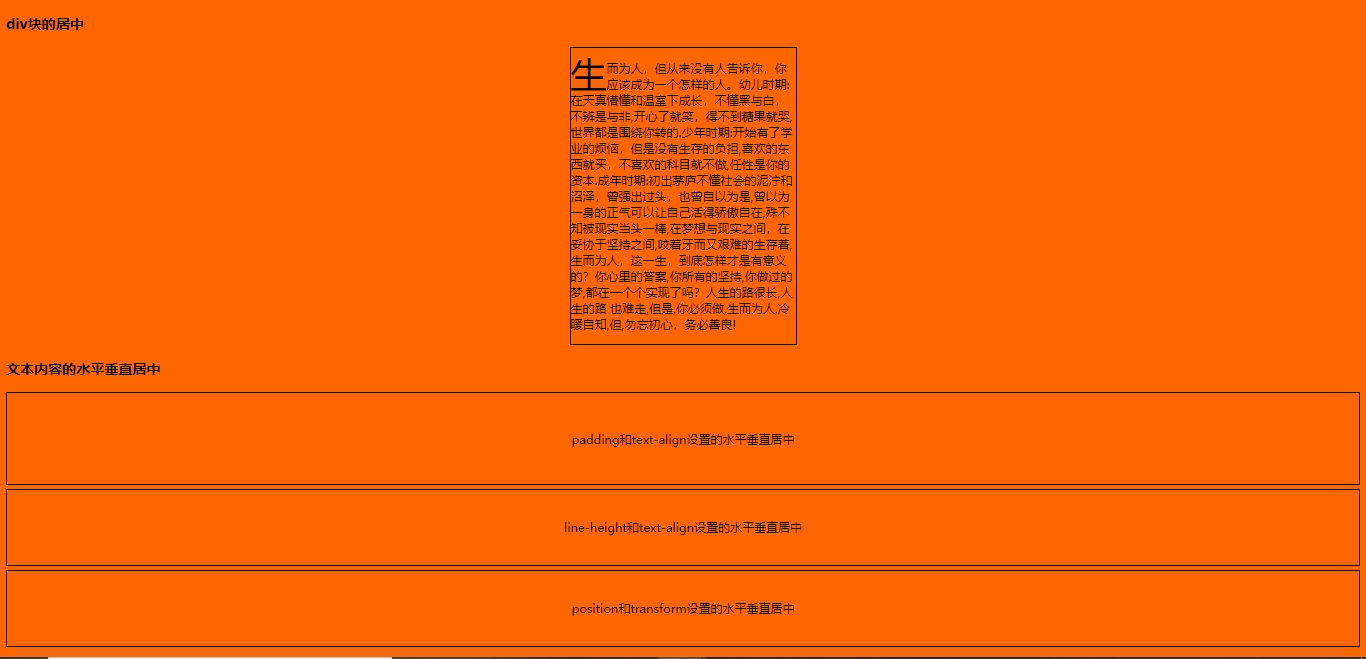 div块的居中
生而为人，但从来没有人告诉你，你
应该成为一个怎样的人。幼儿时期:
在天真懵懂和温室下成长，不懂黑与白，
不辨是与非,开心了就笑，得不到糖果就哭,
世界都是围绕你转的.少年时期:开始有了学
业的烦恼，但是没有生存的负担,喜欢的东
西就买，不喜欢的科目就不做,任性是你的
资本.成年时期:初出茅庐不懂社会的泥泞和
沼泽，曾强出过头，也曾自以为是,曾以为
一身的正气可以让自己活得骄傲自在,殊不
知被现实当头一棒,在梦想与现实之间，在
妥协于坚持之间,咬着牙而又艰难的生存着,
生而为人，这一生，到底怎样才是有意义
的？你心里的答案,你所有的坚持,你做过的
梦,都在一个个实现了吗？人生的路很长,人
生的路 也难走,但是,你必须做,生而为人,冷
暖自知,但,勿忘初心，务必善良!
文本内容的水平垂直居中
padding和text-align设置的水平垂直居中
line-height和text-align设置的水平垂直居中
position和transform设置的水平垂直居中